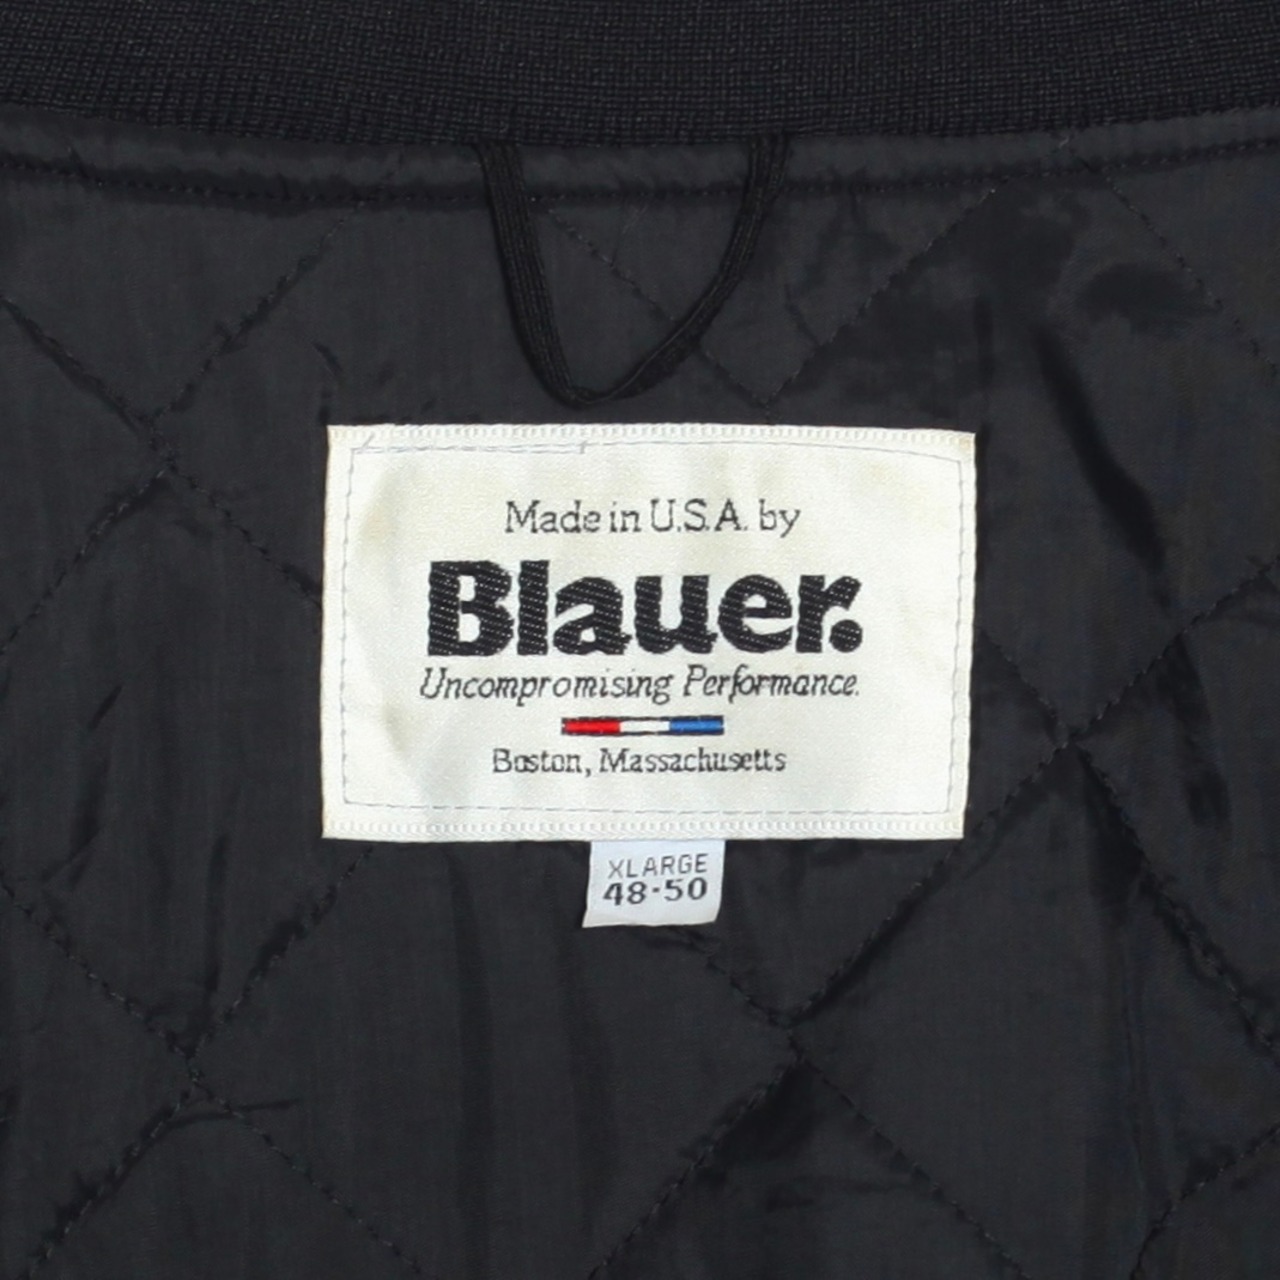 Made in U.S.A. by
Blauer.
Uncompromising Performance.
Boston, Massachusetts
XLARGE
48-50